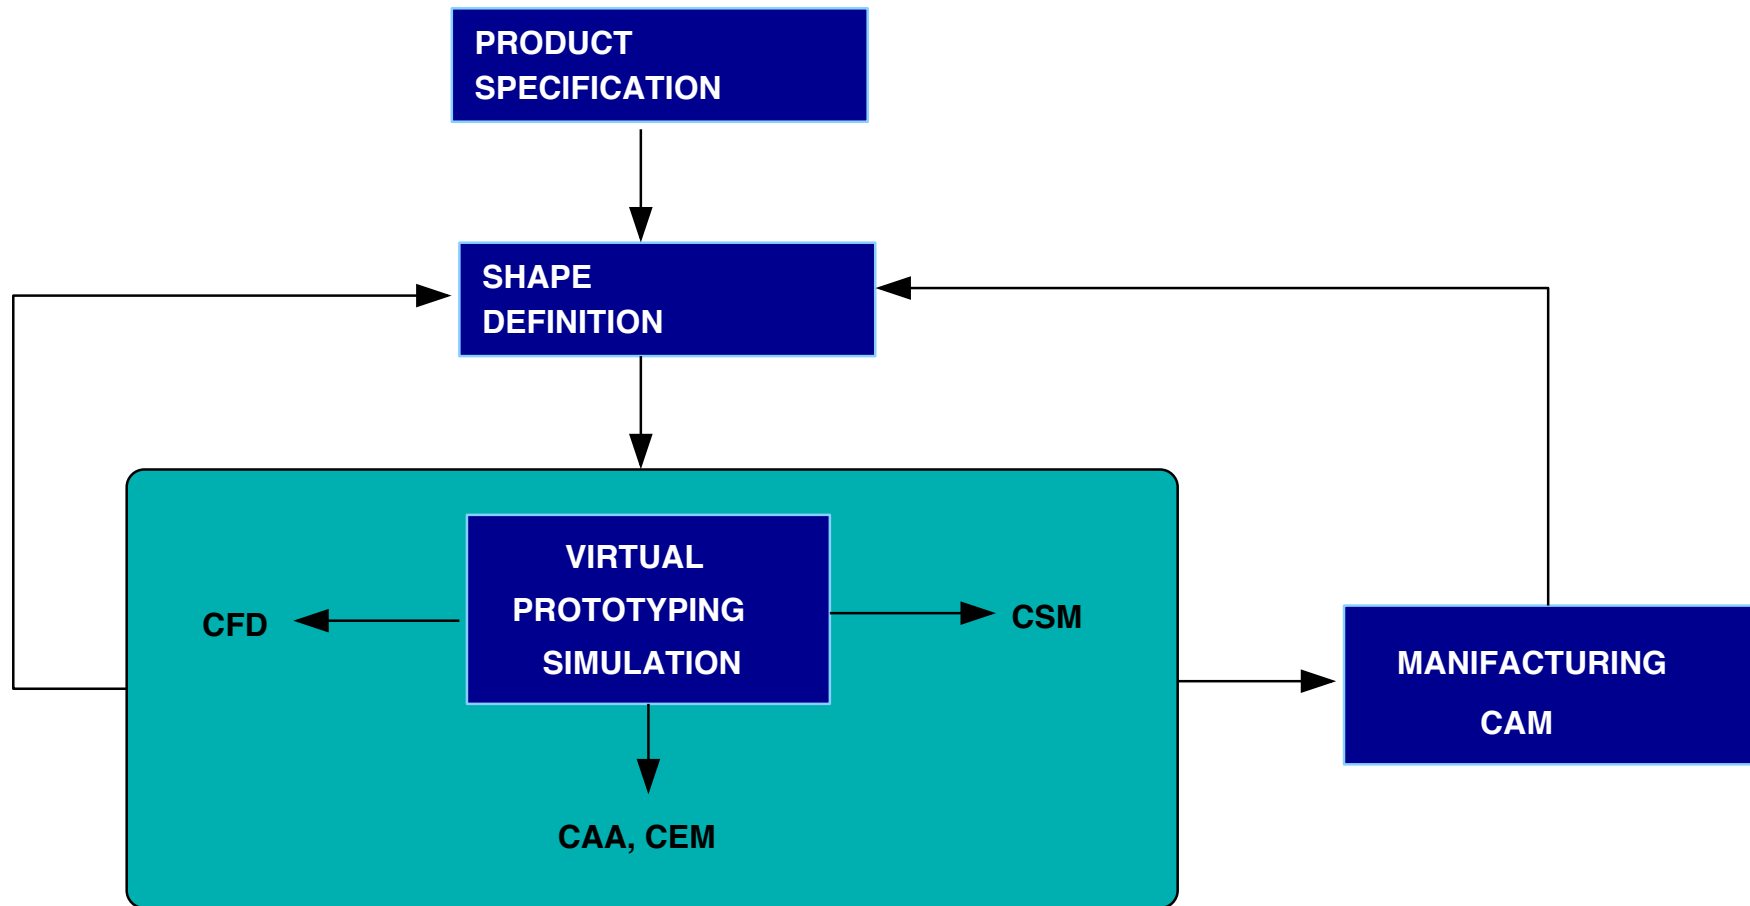 PRODUCT
SPECIFICATION
SHAPE
DEFINITION
VIRTUAL
PROTOTYPING
SIMULATION
CFD
CSM
CAA, CEM
MANIFACTURING
CAM